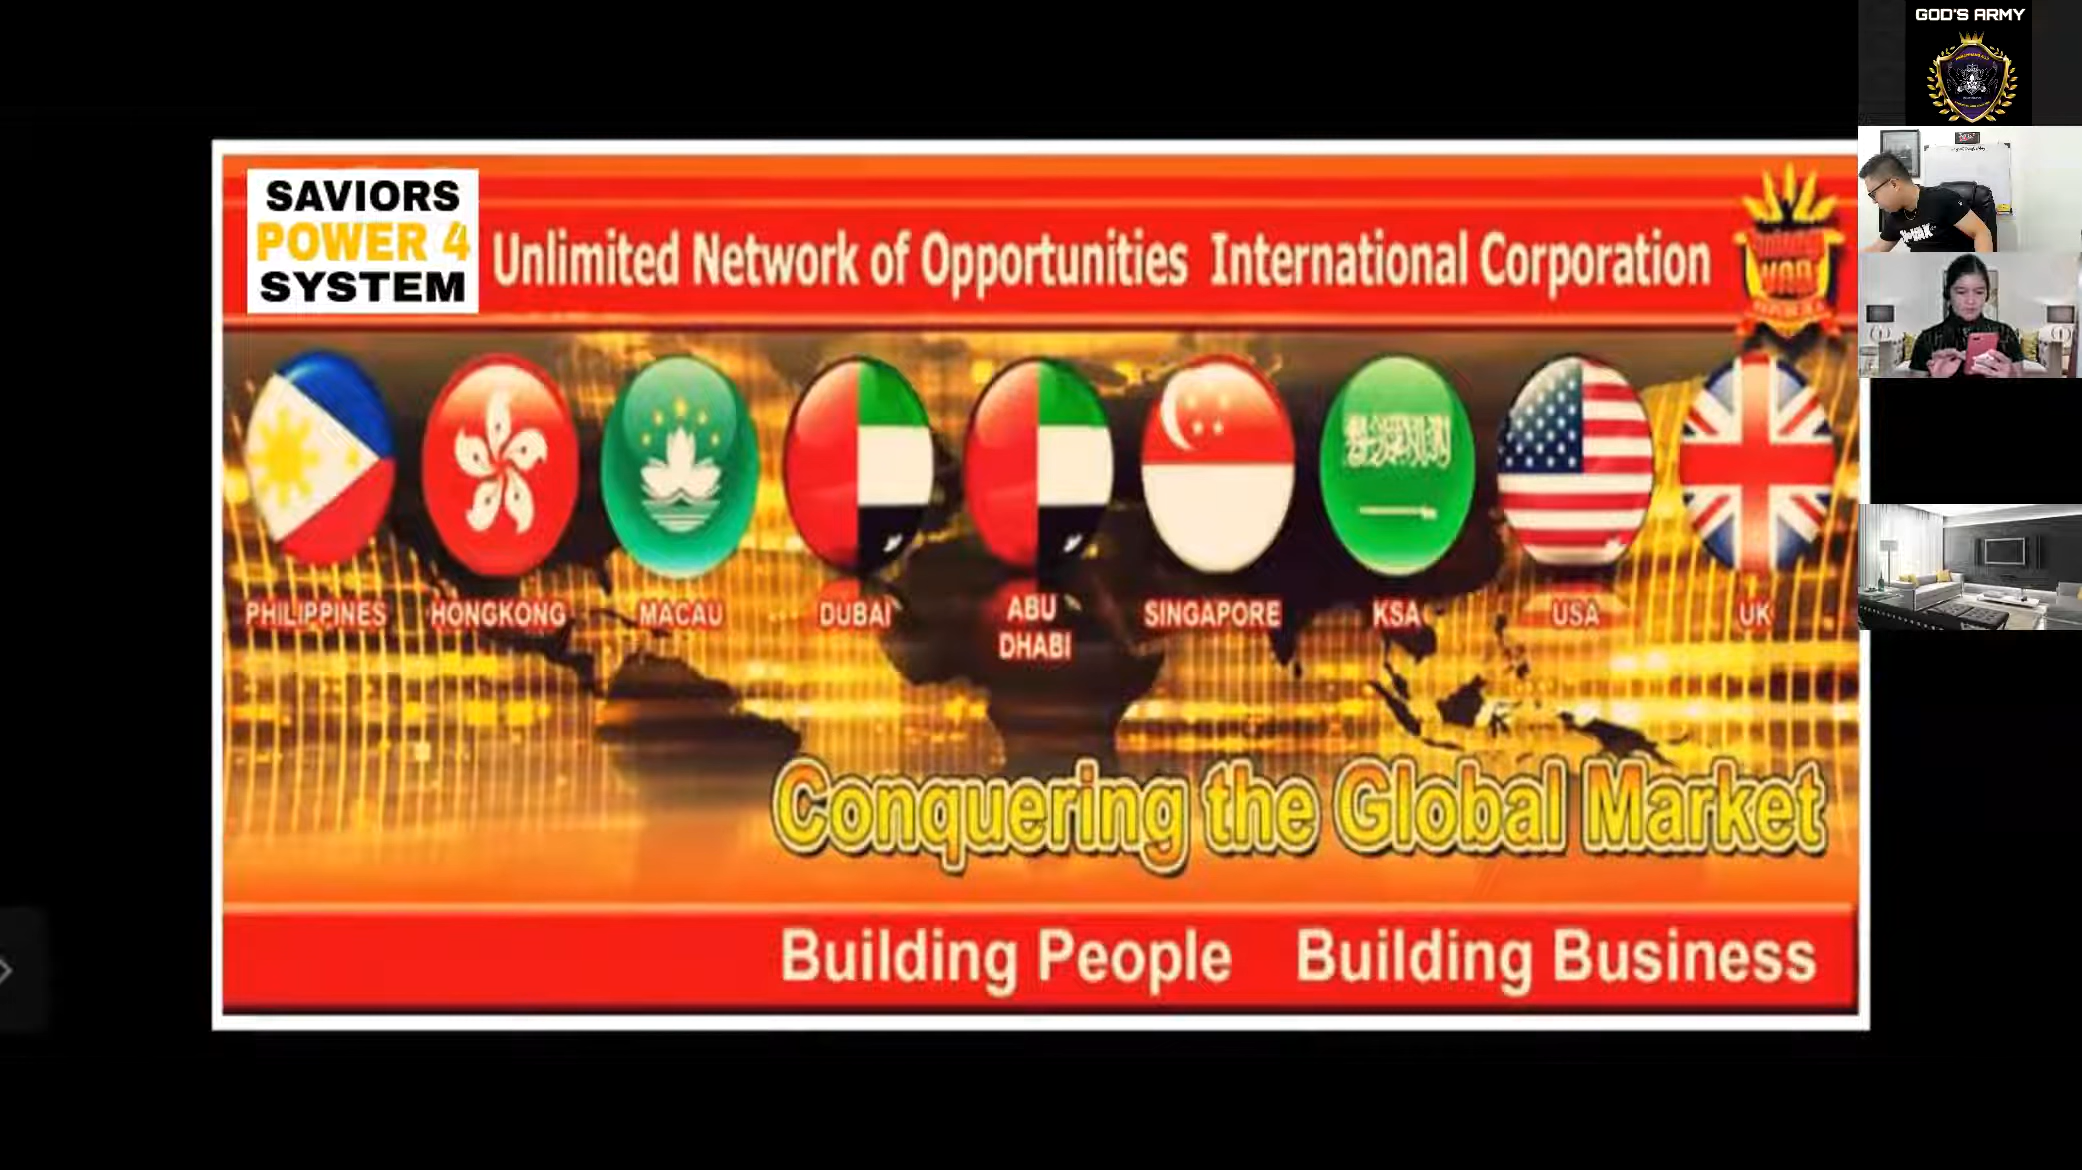 GOD'S ARMY
SAVIORS
POWER 4
SYSTEM
Unlimited Network of Opportunities International Corporation
PHILIPPINES
HONGKONG
MACAU
DUBAI
ABU
DHABI
SINGAPORE
KSA
USA
UK
Conquering the Global Market
Building People Building Business